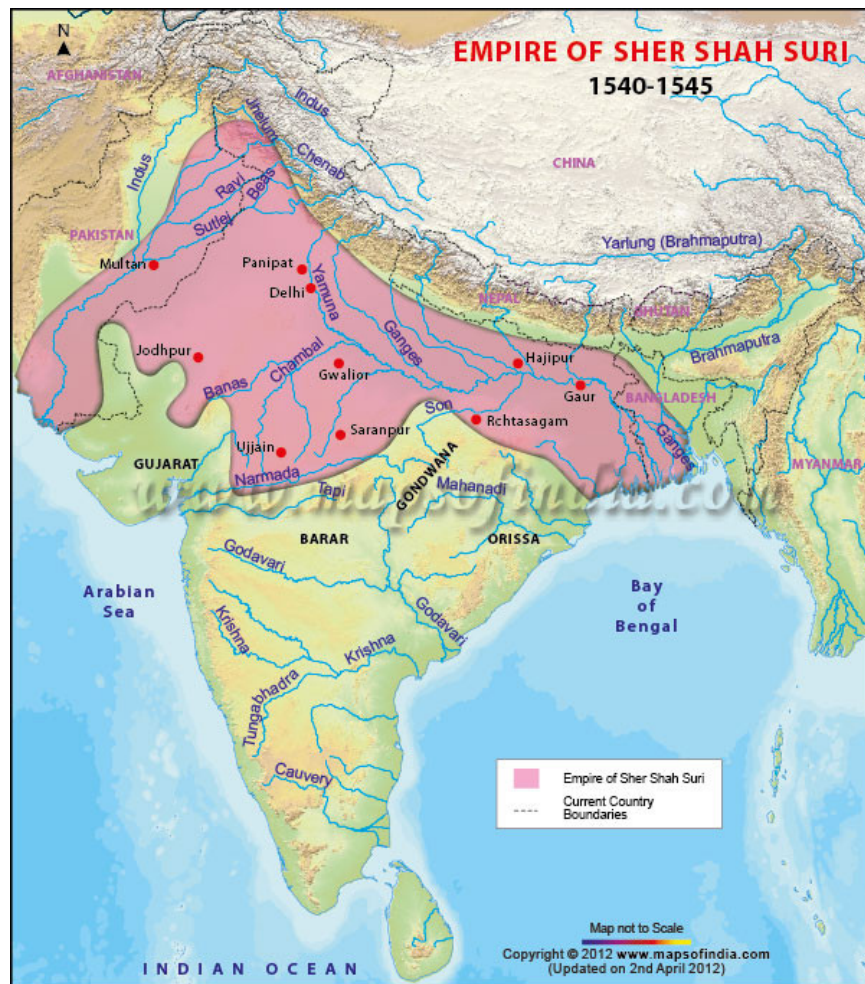 N
EMPIRE OF SHER SHAH SURI
1540-1545
AFGHANISTAN
Indus
Jhelum
Indus
Chenab
CHINA
Ravi
Beas
Sutlej
PAKISTAN
Multan
Panipat
Delhi
Yamuna
Yarlung (Brahmaputra)
NEPAL
BHUTAN
Brahmaputra
Jodhpur
Banas
Chambal
Gwalior
Ganges
Hajipur
Gaur
BANGLADESH
Ganges
Son
Rchtasagam
Ujjain
Saranpur
GUJARAT
Narmada
MYANMAR
www.mapsofindia.com
Tapi
GONDWANA
Mahanadi
BARAR
ORISSA
Godavari
Arabian
Sea
Bay
of
Bengal
Godavari
Krishna
Krishna
Tungabhadra
Cauvery
Empire of Sher Shah Suri
Current Country
Boundaries
Map not to Scale
Copyright © 2012 www.mapsofindia.com
(Updated on 2nd April 2012)
INDIAN OCEAN